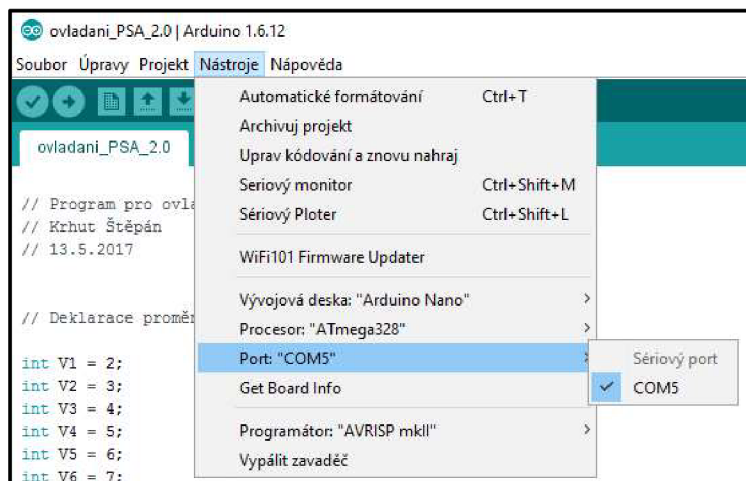 ovladani_PSA_2.0 | Arduino 1.6.12
Soubor Úpravy Projekt Nástroje Nápověda
ovladani_PSA_2.0
// Program pro
// Krhut Štěpán
// 13.5.2017
// Deklarace
int V1 = 2;
int V2 = 3;
int V3 = 4;
int V4 = 5;
int V5 = 6;
int V6 = 7;
Automatické formátování Ctrl+T
Archivuj projekt
Uprav kódování a znovu nahraj
Seriový monitor Ctrl+Shift+M
Sériový Ploter Ctrl+Shift+L
WiFi101 Firmware Updater
Vývojová deska: "Arduino Nano"
Procesor: "ATmega328"
Port: "COM5"
Get Board Info
Programátor: "AVRISP mkII"
Vypálit zavaděč
Sériový port
COM5